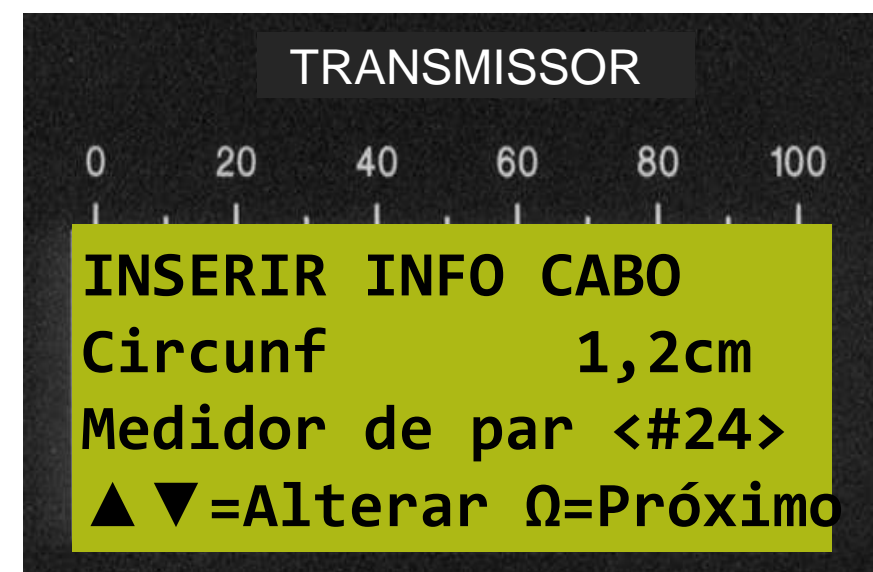 TRANSMISSOR
0 20 40 60 80 100
INSERIR INFO CABO
Circunf 1,2cm
Medidor de par <#24>
▲▼=Alterar Ω=Próximo